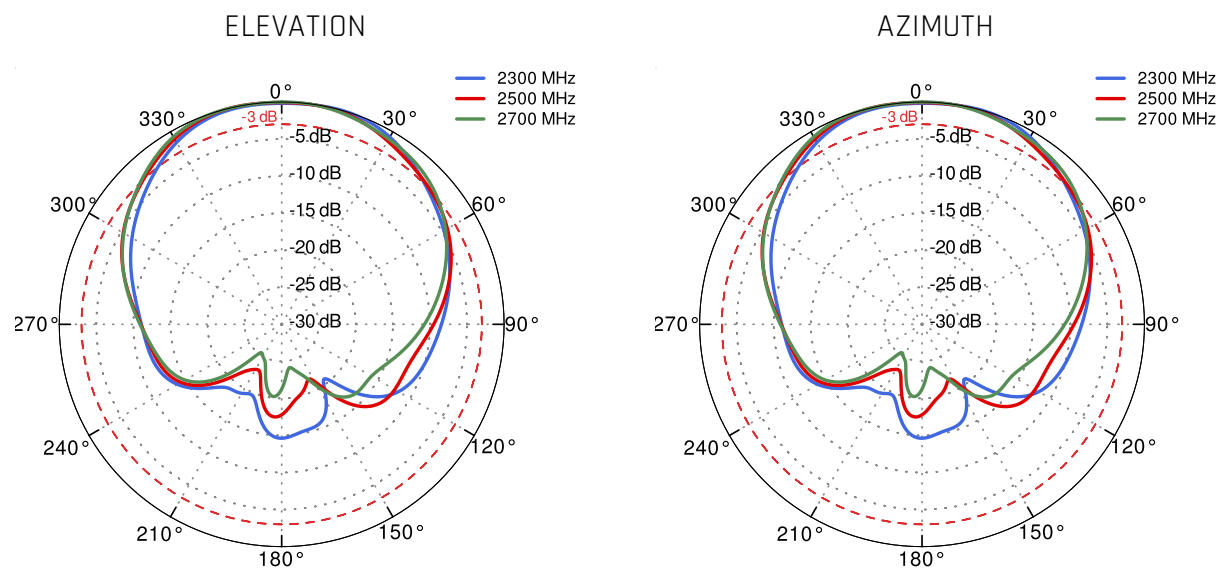 ELEVATION
2300 MHz
2500 MHz
2700 MHz
0°
30°
60°
90°
120°
150°
180°
210°
240°
270°
300°
330°
-3 dB
-5 dB
-10 dB
-15 dB
-20 dB
-25 dB
-30 dB
AZIMUTH
2300 MHz
2500 MHz
2700 MHz
0°
30°
60°
90°
120°
150°
180°
210°
240°
270°
300°
330°
-3 dB
-5 dB
-10 dB
-15 dB
-20 dB
-25 dB
-30 dB